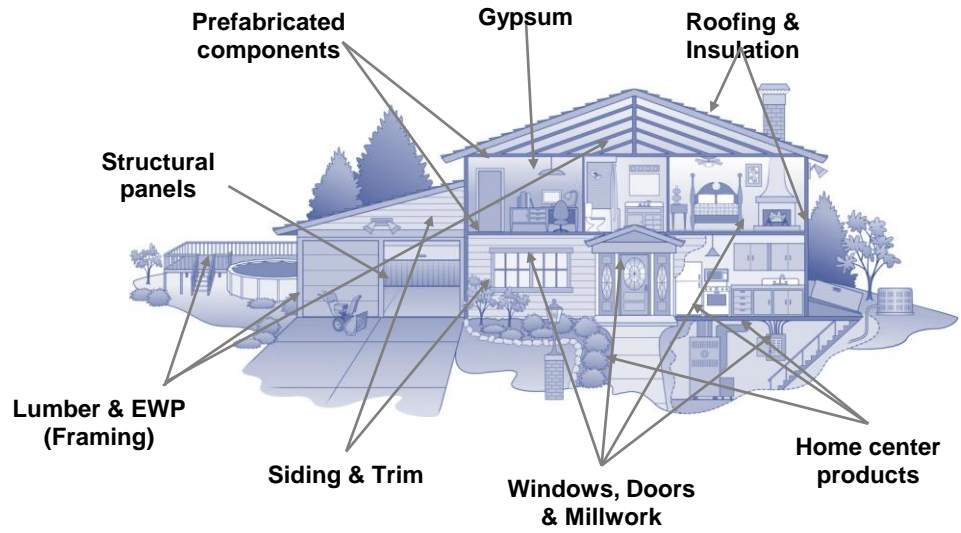 Prefabricated
components
Gypsum
Roofing &
Insulation
Structural
panels
Lumber & EWP
(Framing)
Siding & Trim
Windows, Doors
& Millwork
Home center
products